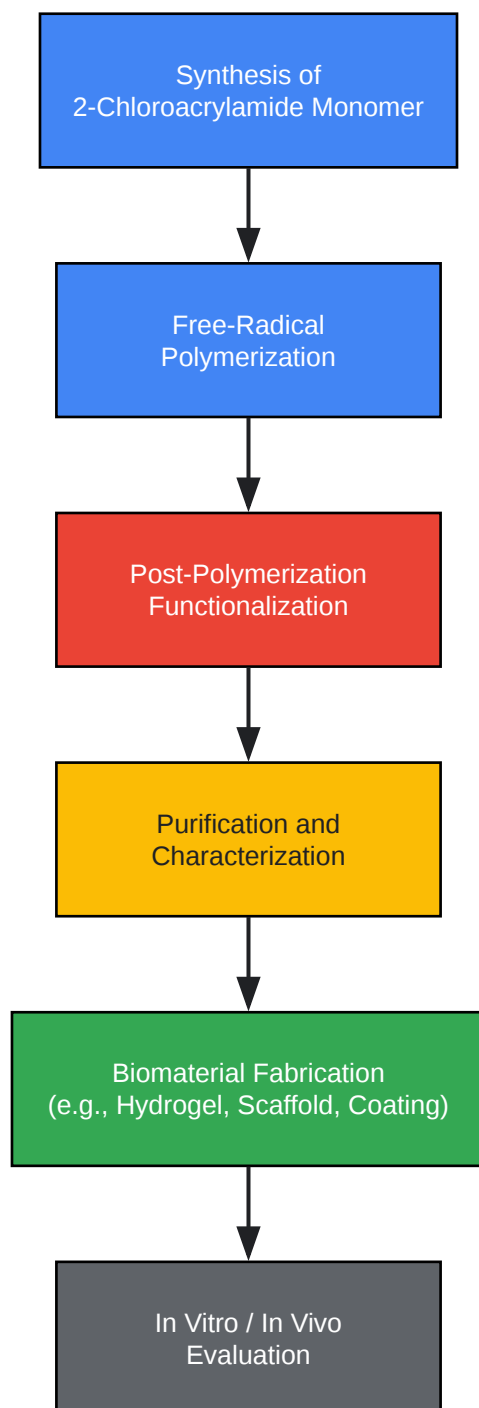 Synthesis of
2-Chloroacrylamide Monomer
Free-Radical
Polymerization
Post-Polymerization
Functionalization
Purification and
Characterization
Biomaterial Fabrication
(e.g., Hydrogel, Scaffold, Coating)
In Vitro / In Vivo
Evaluation